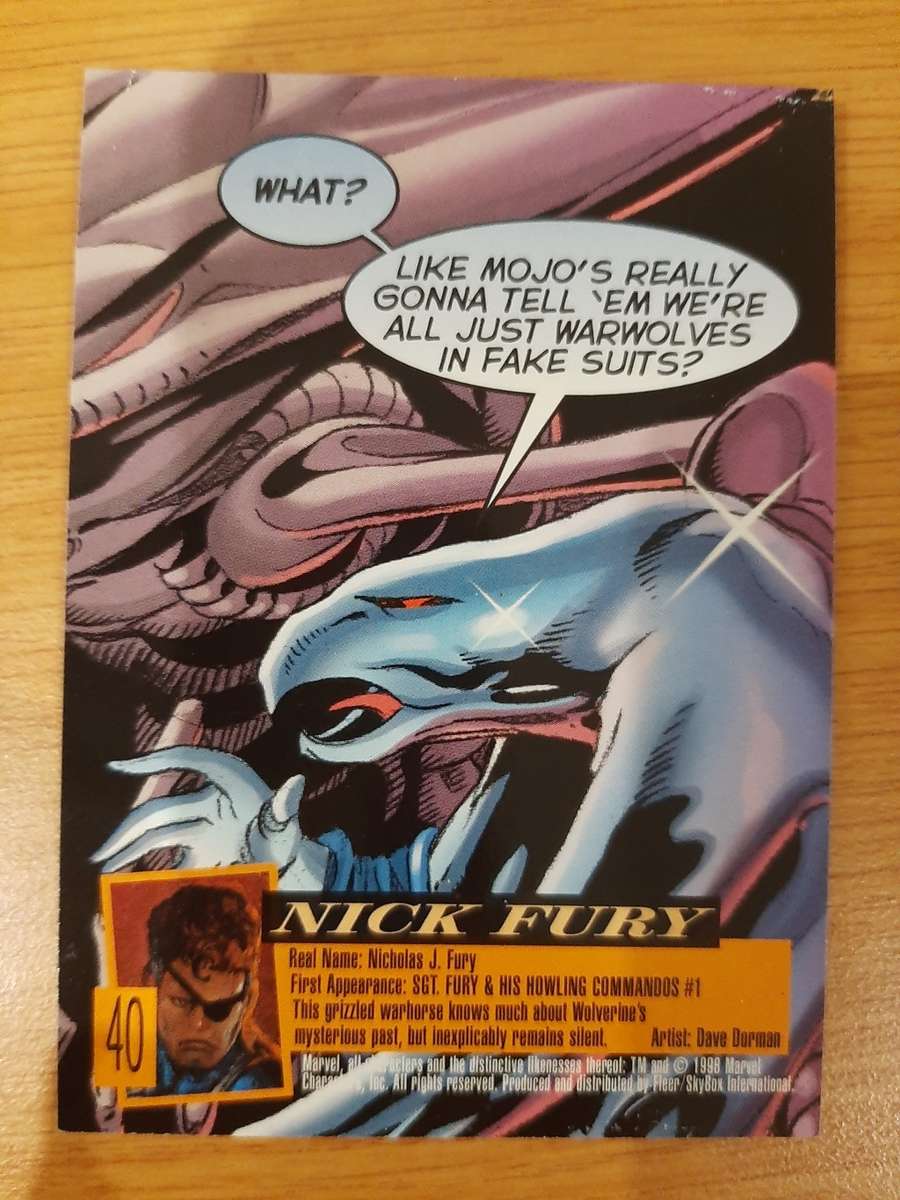 WHAT?
LIKE MOJO'S REALLY
GONNA TELL 'EM WE'RE
ALL JUST WARWOLVES
IN FAKE SUITS?
NICK FURY
Real Name: Nicholas J. Fury
First Appearance: SGT. FURY & HIS HOWLING COMMANDOS #1
This grizzled warhorse knows much about Wolverine's
mysterious past, but inexplicably remains silent. Artist: Dave Dorman
40
Marvel, all characters and the distinctive likenesses thereof: TM and © 1998 Marvel
Characters, Inc. All rights reserved. Produced and distributed by Fleer/SkyBox International.